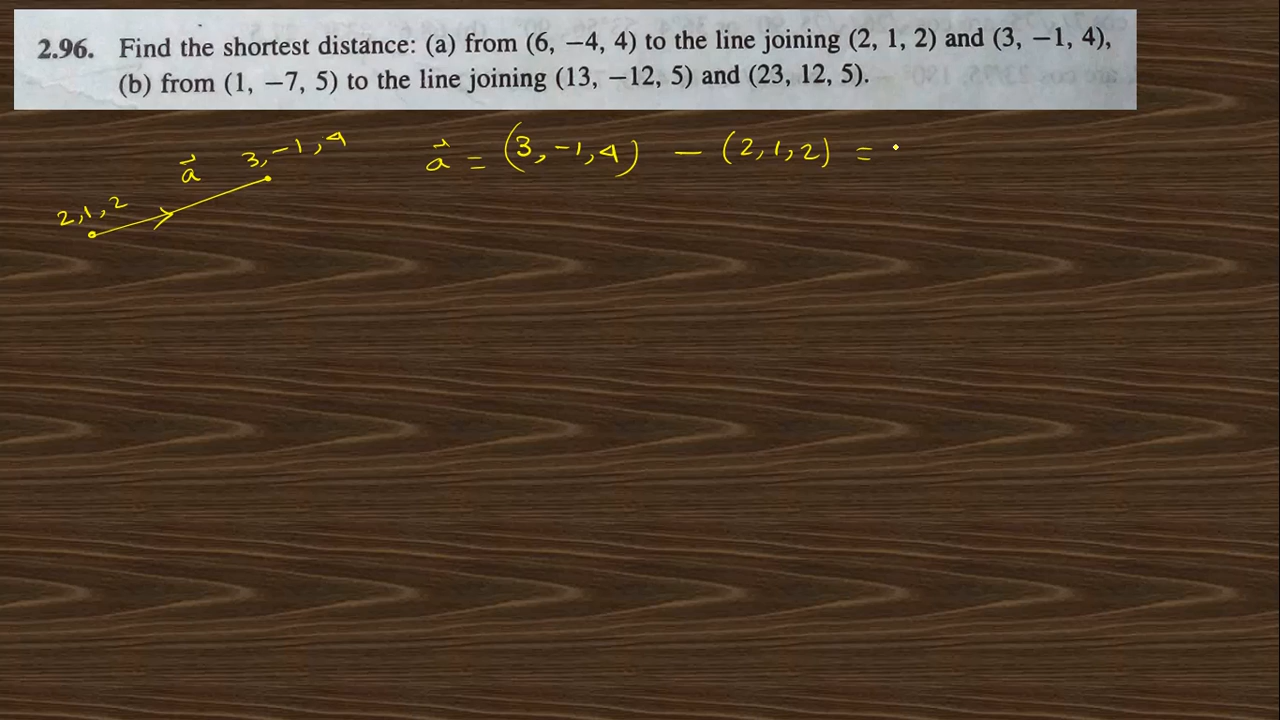 2.96. Find the shortest distance: (a) from (6, −4, 4) to the line joining (2, 1, 2) and (3, −1, 4),
(b) from (1, −7, 5) to the line joining (13, −12, 5) and (23, 12, 5).
3,-1,4
a⃗
2,1,2
a⃗ = (3,-1,4) - (2,1,2) =